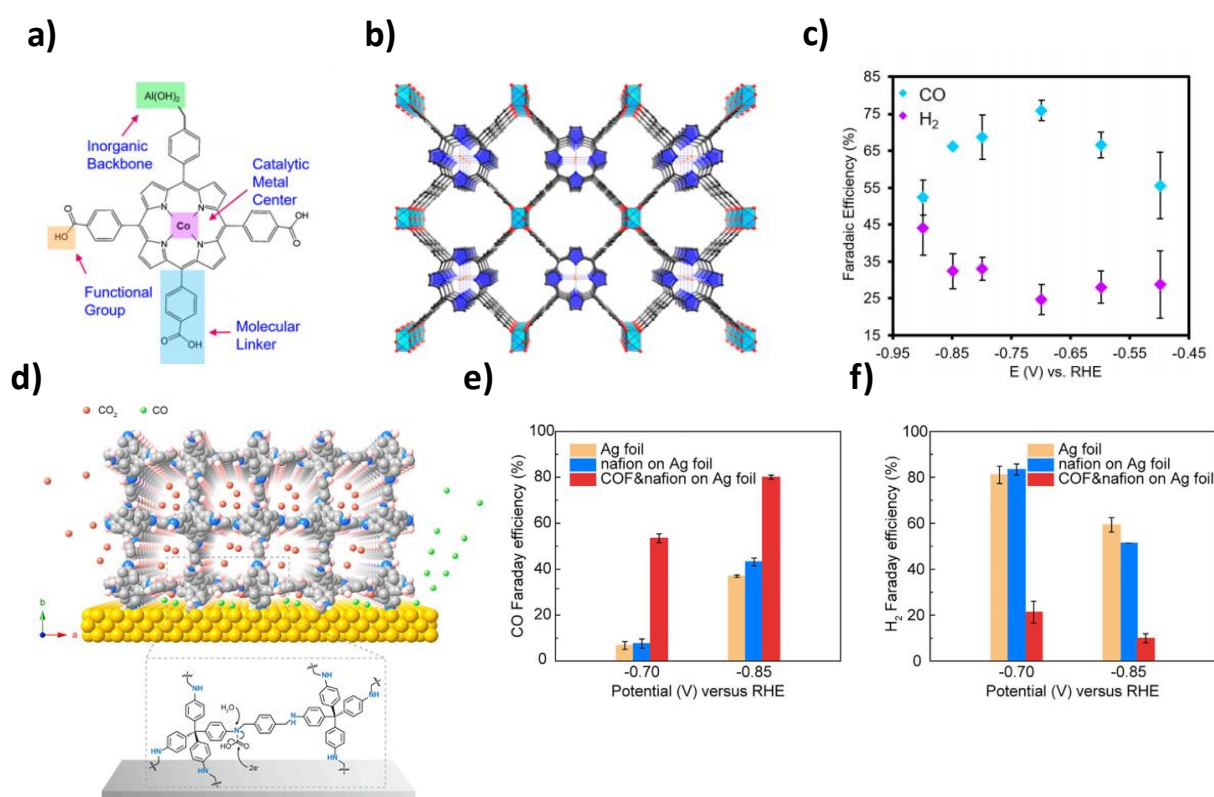 a)
Al(OH)2
Inorganic
Backbone
Catalytic
Metal
Center
N
N
N
N
Co
O
HO
O
OH
Functional
Group
O
OH
Molecular
Linker
b)
c)
85
75
65
55
45
35
25
15
Faradaic Efficiency (%)
CO
H2
-0.95
-0.85
-0.75
-0.65
-0.55
-0.45
E (V) vs. RHE
d)
CO2
CO
b
a
NH
NH
H2O
NH
N
H
N
HO
O
2e-
HN
NH
HN
NH
e)
100
80
60
40
20
0
CO Faraday efficiency (%)
Ag foil
nafion on Ag foil
COF&nafion on Ag foil
-0.70
-0.85
Potential (V) versus RHE
f)
100
80
60
40
20
0
H2 Faraday efficiency (%)
Ag foil
nafion on Ag foil
COF&nafion on Ag foil
-0.70
-0.85
Potential (V) versus RHE